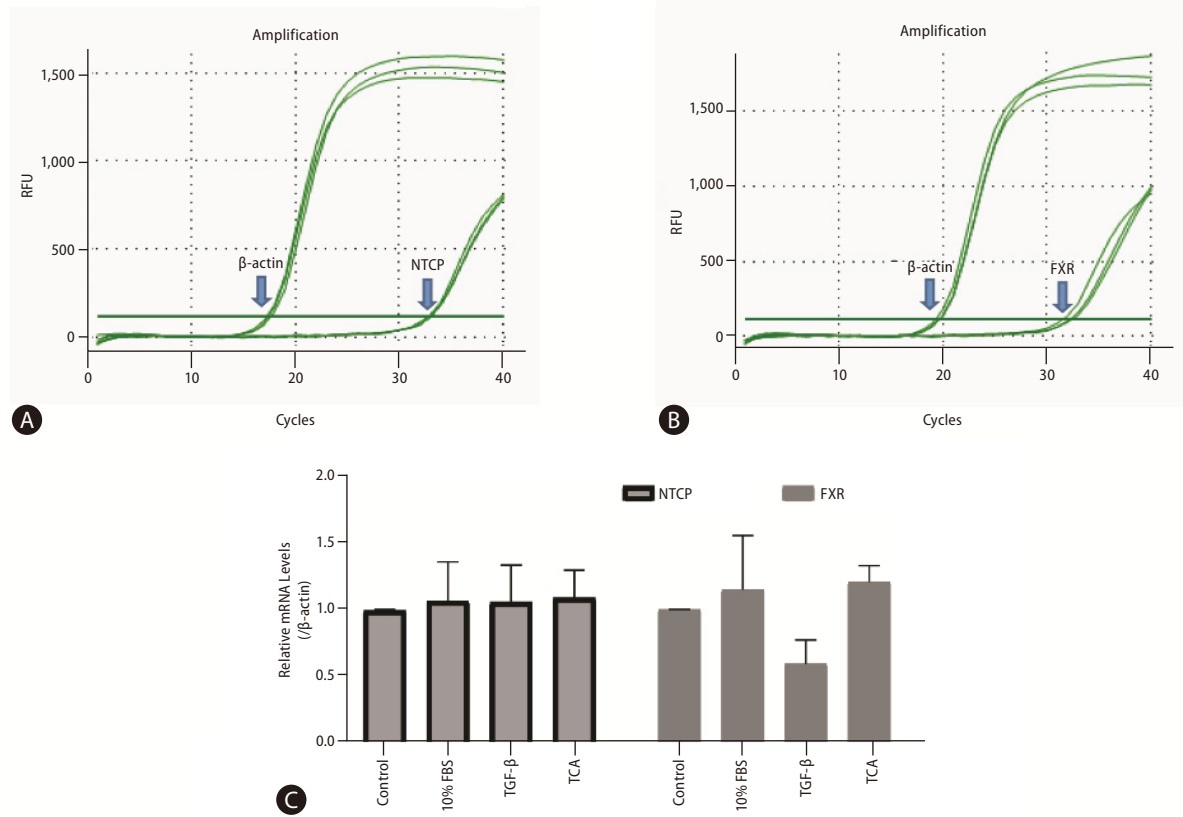 Amplification
1,500
1,000
500
0
RFU
β-actin
NTCP
0
10
20
30
40
Cycles
A
Amplification
1,500
1,000
500
0
RFU
β-actin
FXR
0
10
20
30
40
Cycles
B
2.0
1.5
1.0
0.5
0.0
Relative mRNA Levels
(/β-actin)
NTCP
FXR
Control
10% FBS
TGF-β
TCA
Control
10% FBS
TGF-β
TCA
C